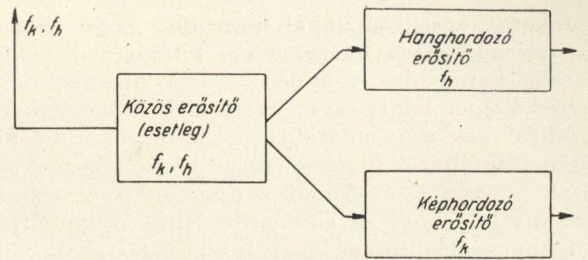 f_k, f_h
Közös erősítő
(esetleg)
f_k, f_h
Hanghordozó
erősítő
f_h
Képhordozó
erősítő
f_k